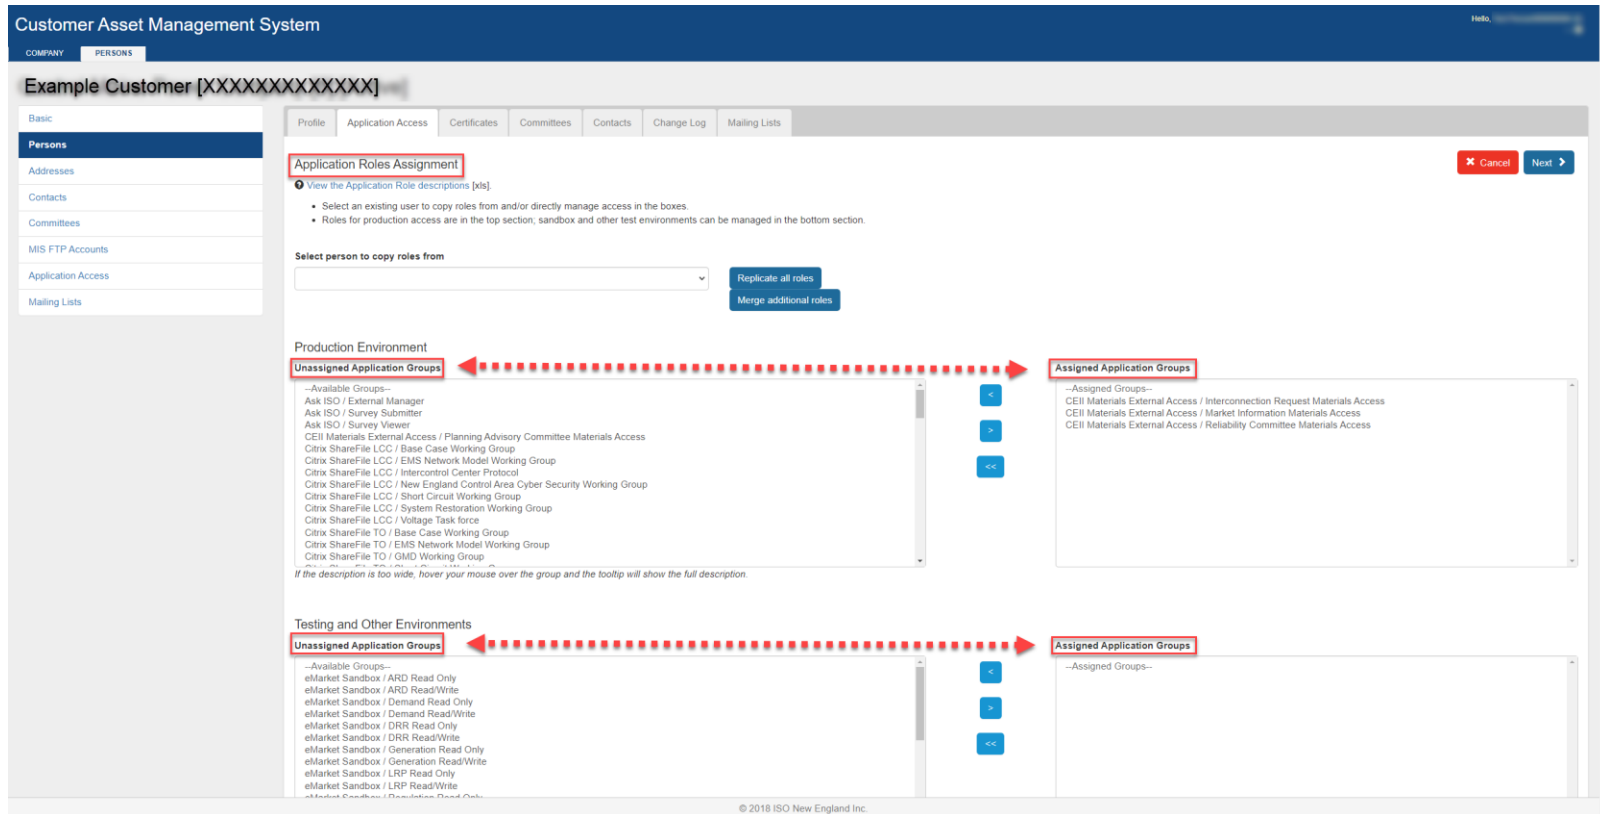 Customer Asset Management System
Hello,
COMPANY PERSONS
Example Customer [XXXXXXXXXXXXX]
Basic
Persons
Addresses
Contacts
Committees
MIS FTP Accounts
Application Access
Mailing Lists
Profile Application Access Certificates Committees Contacts Change Log Mailing Lists
Application Roles Assignment
✖ Cancel Next ❯
View the Application Role descriptions [xls].
• Select an existing user to copy roles from and/or directly manage access in the boxes.
• Roles for production access are in the top section; sandbox and other test environments can be managed in the bottom section.
Select person to copy roles from
Replicate all roles
Merge additional roles
Production Environment
Unassigned Application Groups
--Available Groups--
Ask ISO / External Manager
Ask ISO / Survey Submitter
Ask ISO / Survey Viewer
CEII Materials External Access / Planning Advisory Committee Materials Access
Citrix ShareFile LCC / Base Case Working Group
Citrix ShareFile LCC / EMS Network Model Working Group
Citrix ShareFile LCC / Intercontrol Center Protocol
Citrix ShareFile LCC / New England Control Area Cyber Security Working Group
Citrix ShareFile LCC / Short Circuit Working Group
Citrix ShareFile LCC / System Restoration Working Group
Citrix ShareFile LCC / Voltage Task force
Citrix ShareFile TO / Base Case Working Group
Citrix ShareFile TO / EMS Network Model Working Group
Citrix ShareFile TO / GMD Working Group
<
>
<<
Assigned Application Groups
--Assigned Groups--
CEII Materials External Access / Interconnection Request Materials Access
CEII Materials External Access / Market Information Materials Access
CEII Materials External Access / Reliability Committee Materials Access
If the description is too wide, hover your mouse over the group and the tooltip will show the full description.
Testing and Other Environments
Unassigned Application Groups
--Available Groups--
eMarket Sandbox / ARD Read Only
eMarket Sandbox / ARD Read/Write
eMarket Sandbox / Demand Read Only
eMarket Sandbox / Demand Read/Write
eMarket Sandbox / DRR Read Only
eMarket Sandbox / DRR Read/Write
eMarket Sandbox / Generation Read Only
eMarket Sandbox / Generation Read/Write
eMarket Sandbox / LRP Read Only
eMarket Sandbox / LRP Read/Write
eMarket Sandbox / Regulation Read Only
<
>
<<
Assigned Application Groups
--Assigned Groups--
© 2018 ISO New England Inc.